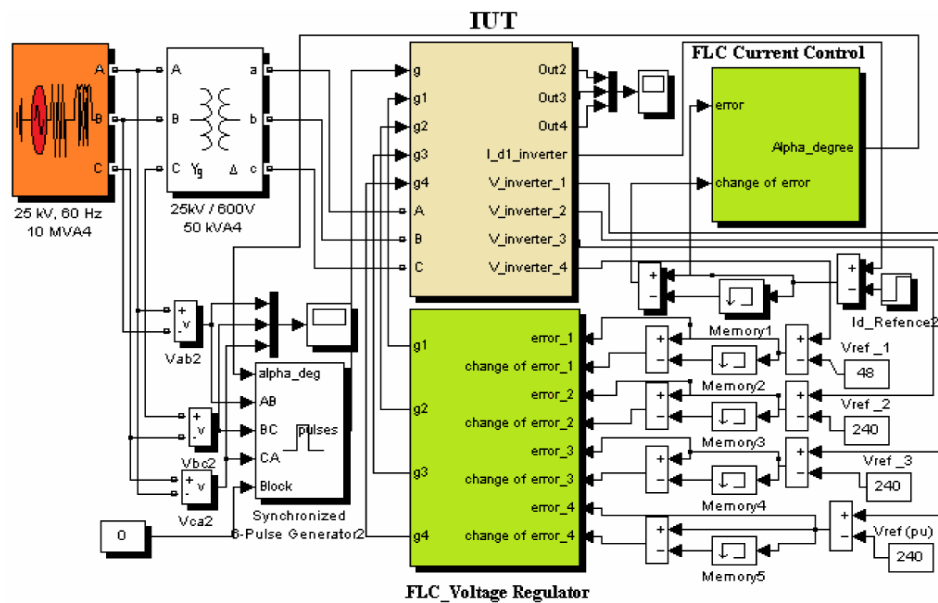 IUT
FLC Current Control
A
B
C
25 kV, 60 Hz
10 MVA4
A
B
C
Yg
Δ
a
b
c
25kV / 600V
50 kVA4
g
g1
g2
g3
g4
A
B
C
Out2
Out3
Out4
I_d1_inverter
V_inverter_1
V_inverter_2
V_inverter_3
V_inverter_4
error
change of error
Alpha_degree
+
-
v
Vab2
+
-
v
Vbc2
+
-
v
Vca2
0
alpha_deg
AB
BC
CA
Block
pulses
Synchronized
6-Pulse Generator2
g1
g2
g3
g4
error_1
change of error_1
error_2
change of error_2
error_3
change of error_3
error_4
change of error_4
FLC_Voltage Regulator
+
−
Memory1
+
−
Id_Refence2
+
−
Memory2
+
−
Vref _1
48
+
−
Memory3
+
−
Vref _2
240
+
−
Memory4
+
−
Vref _3
240
+
−
Memory5
+
−
Vref (pu)
240